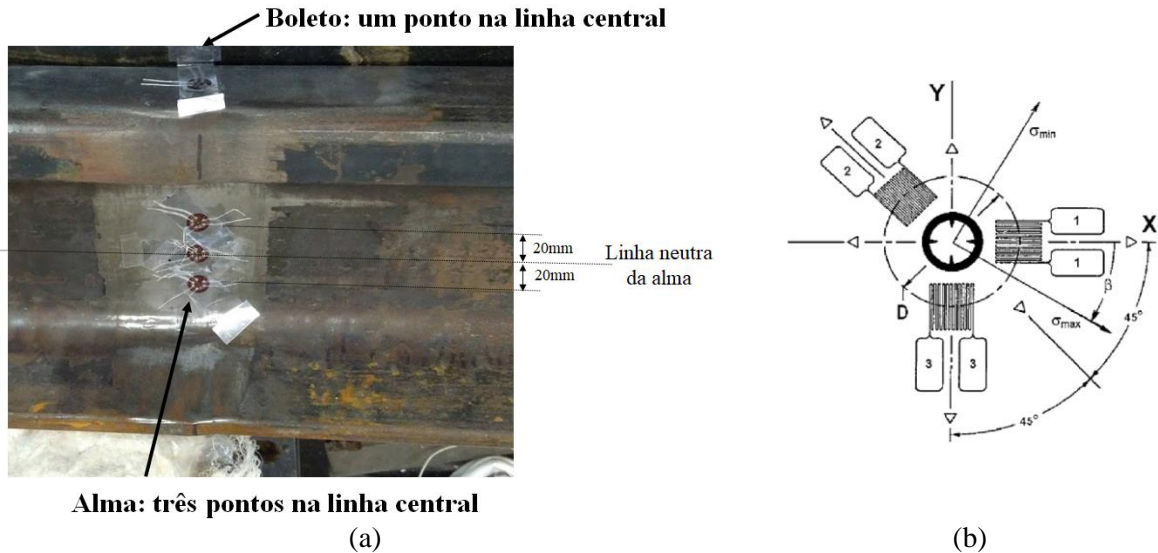 Boleto: um ponto na linha central
20mm
20mm
Linha neutra
da alma
Alma: três pontos na linha central
(a)
Y
σmin
2
2
1
X
1
β
D
σmax
45°
3
3
45°
(b)